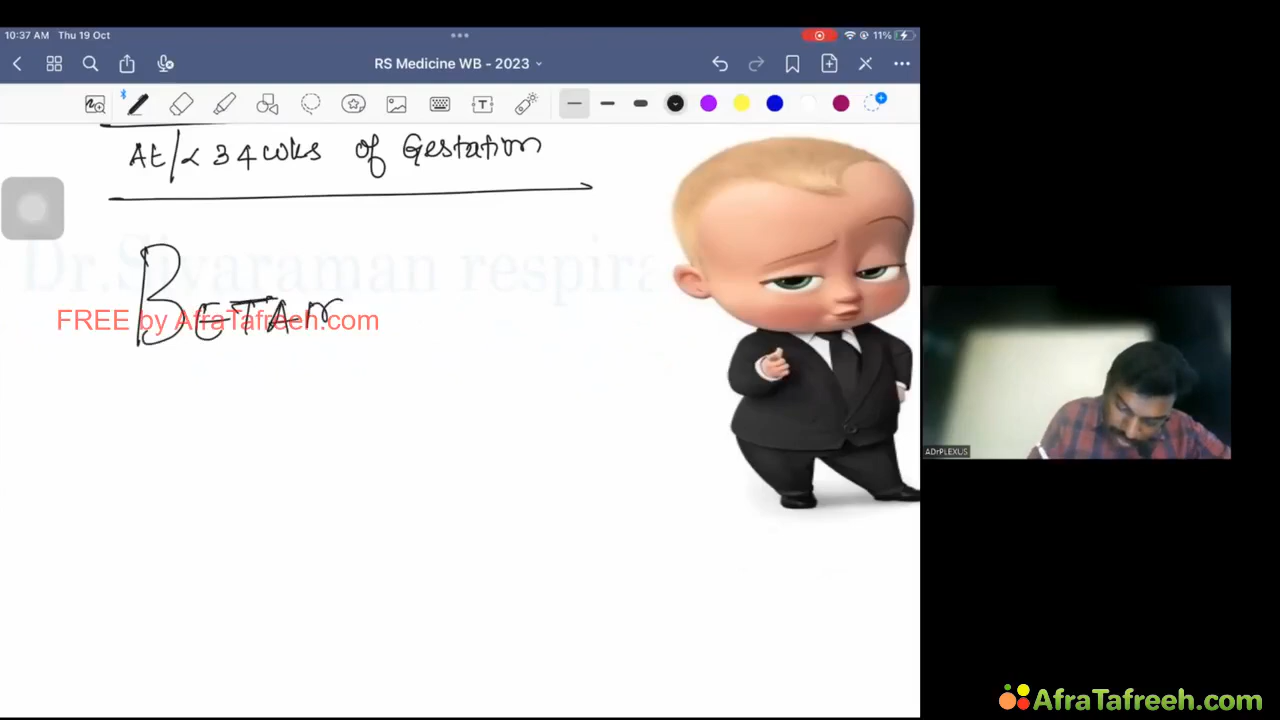 10:37 AM Thu 19 Oct
11%
RS Medicine WB - 2023
At/< 34 wks of Gestation
Dr.Sivaraman respira
BETAM
FREE by AfraTafreeh.com
ADrPLEXUS
AfraTafreeh.com